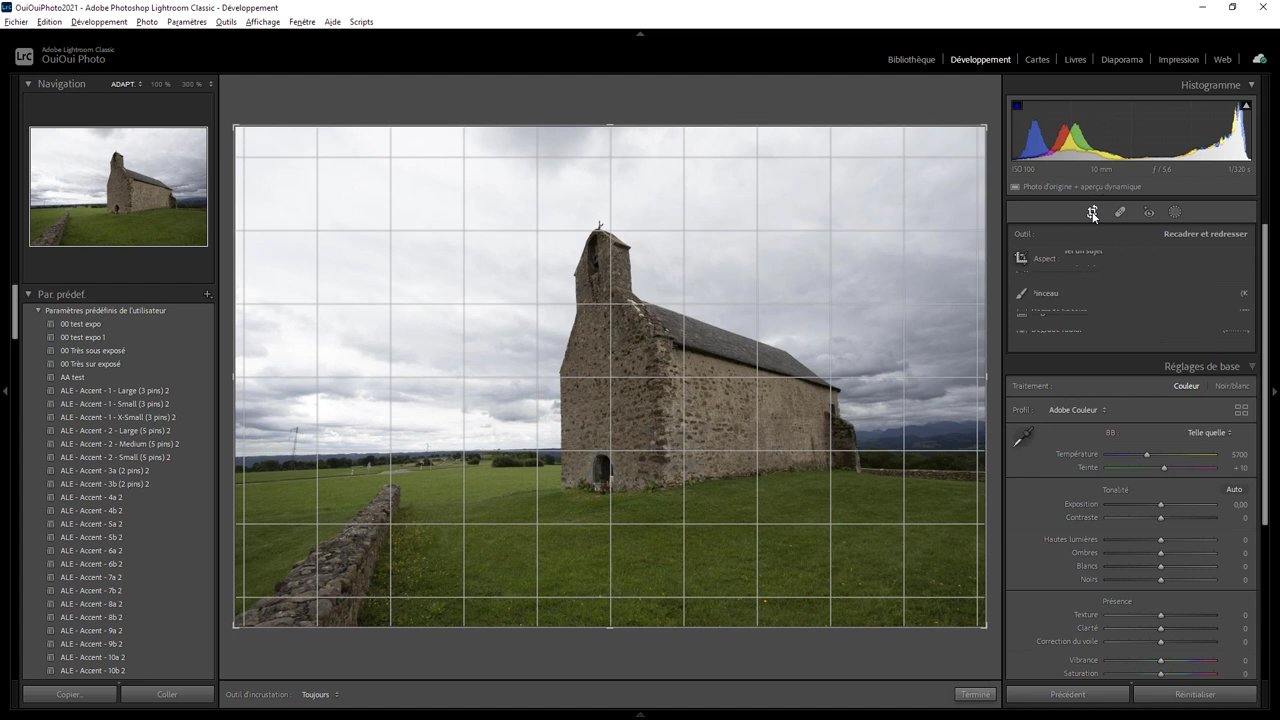 OuiOuiPhoto2021 - Adobe Photoshop Lightroom Classic - Développement
Fichier Edition Développement Photo Paramètres Outils Affichage Fenêtre Aide Scripts
Lrc
Adobe Lightroom Classic
OuiOui Photo
Bibliothèque Développement Cartes Livres Diaporama Impression Web
Navigation ADAPT. 100 % 300 %
Histogramme
ISO 100 10 mm ƒ / 5,6 1/320 s
Photo d'origine + aperçu dynamique
Outil : Recadrer et redresser
Aspect :
Pinceau (K
Par. prédef.
Paramètres prédéfinis de l'utilisateur
00 test expo
00 test expo 1
00 Très sous exposé
00 Très sur exposé
AA test
ALE - Accent - 1 - Large (3 pins) 2
ALE - Accent - 1 - Small (3 pins) 2
ALE - Accent - 1 - X-Small (3 pins) 2
ALE - Accent - 2 - Large (5 pins) 2
ALE - Accent - 2 - Medium (5 pins) 2
ALE - Accent - 2 - Small (5 pins) 2
ALE - Accent - 3a (2 pins) 2
ALE - Accent - 3b (2 pins) 2
ALE - Accent - 4a 2
ALE - Accent - 4b 2
ALE - Accent - 5a 2
ALE - Accent - 5b 2
ALE - Accent - 6a 2
ALE - Accent - 6b 2
ALE - Accent - 7a 2
ALE - Accent - 7b 2
ALE - Accent - 8a 2
ALE - Accent - 8b 2
ALE - Accent - 9a 2
ALE - Accent - 9b 2
ALE - Accent - 10a 2
ALE - Accent - 10b 2
Réglages de base
Traitement : Couleur Noir/blanc
Profil : Adobe Couleur
BB : Telle quelle
Température 5700
Teinte + 10
Tonalité Auto
Exposition 0,00
Contraste 0
Hautes lumières 0
Ombres 0
Blancs 0
Noirs 0
Présence
Texture 0
Clarté 0
Correction du voile 0
Vibrance 0
Saturation 0
Copier... Coller
Outil d'incrustation : Toujours
Terminé
Précédent Réinitialiser